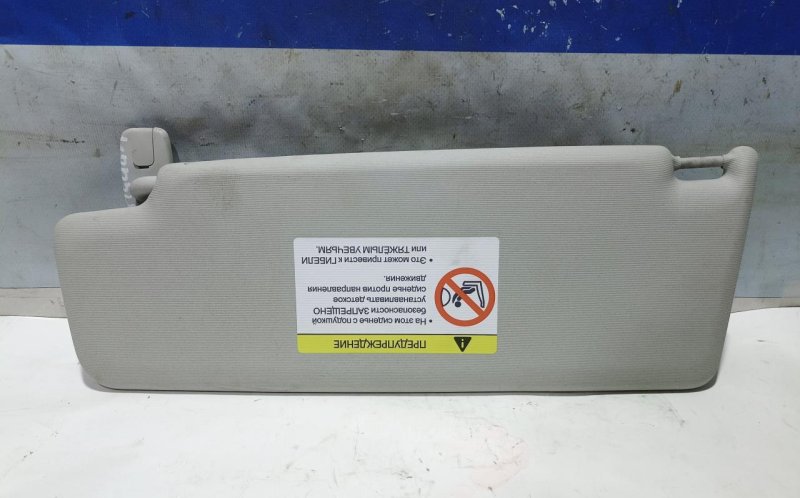 ПРЕДУПРЕЖДЕНИЕ
• На этом сиденье с подушкой
безопасности ЗАПРЕЩЕНО
устанавливать детское
сиденье против направления
движения.
• Это может привести к ГИБЕЛИ
или ТЯЖЁЛЫМ УВЕЧЬЯМ.